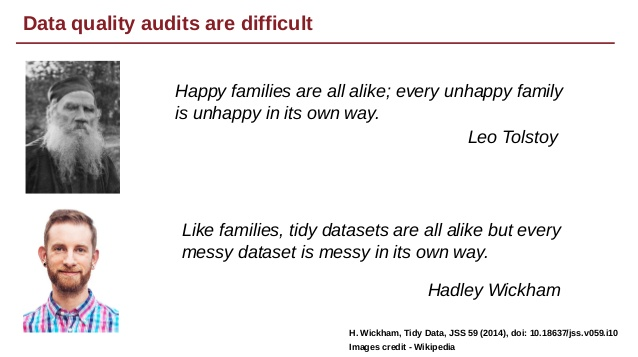 Data quality audits are difficult
Happy families are all alike; every unhappy family
is unhappy in its own way.
Leo Tolstoy
Like families, tidy datasets are all alike but every
messy dataset is messy in its own way.
Hadley Wickham
H. Wickham, Tidy Data, JSS 59 (2014), doi: 10.18637/jss.v059.i10
Images credit - Wikipedia